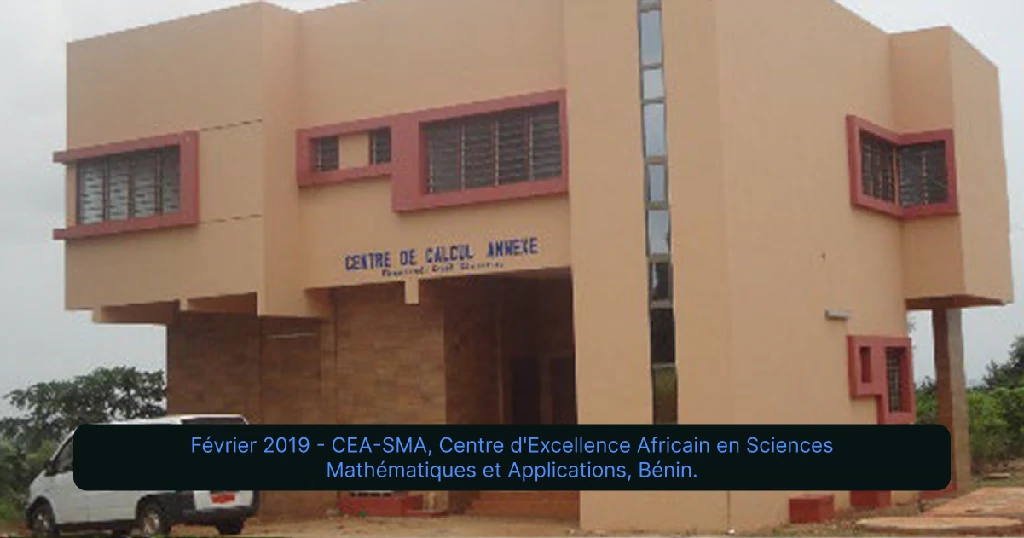 CENTRE DE CALCUL ANNEXE
Février 2019 - CEA-SMA, Centre d'Excellence Africain en Sciences
Mathématiques et Applications, Bénin.